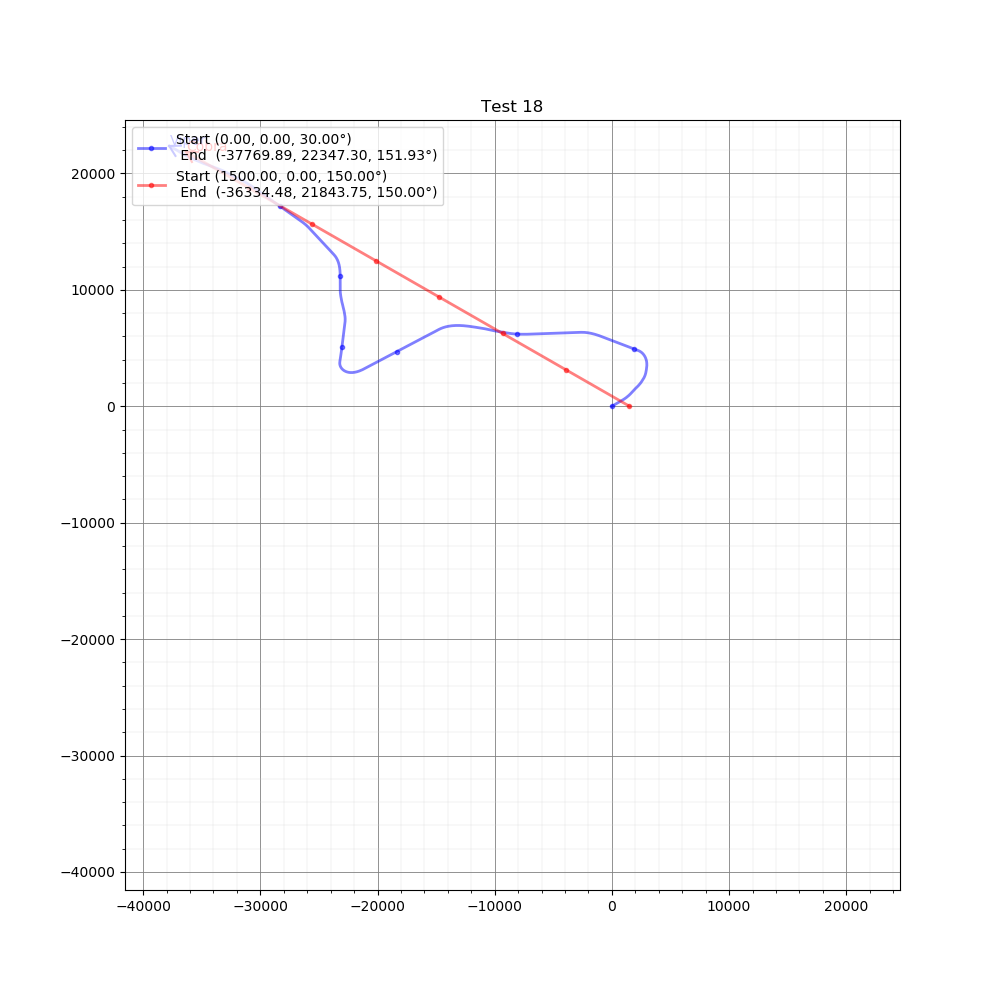 Test 18
Start (0.00, 0.00, 30.00°)
End (-37769.89, 22347.30, 151.93°)
Start (1500.00, 0.00, 150.00°)
End (-36334.48, 21843.75, 150.00°)
20000
10000
0
−10000
−20000
−30000
−40000
−40000 −30000 −20000 −10000 0 10000 20000